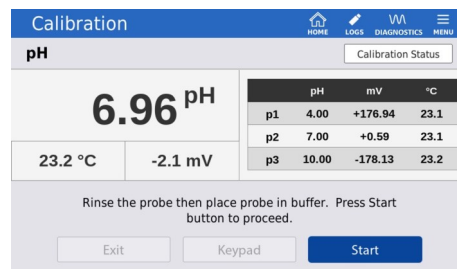 Calibration
HOME LOGS DIAGNOSTICS MENU
pH
Calibration Status
6.96 pH
23.2 °C -2.1 mV
pH mV °C
p1 4.00 +176.94 23.1
p2 7.00 +0.59 23.1
p3 10.00 -178.13 23.2
Rinse the probe then place probe in buffer. Press Start
button to proceed.
Exit Keypad Start